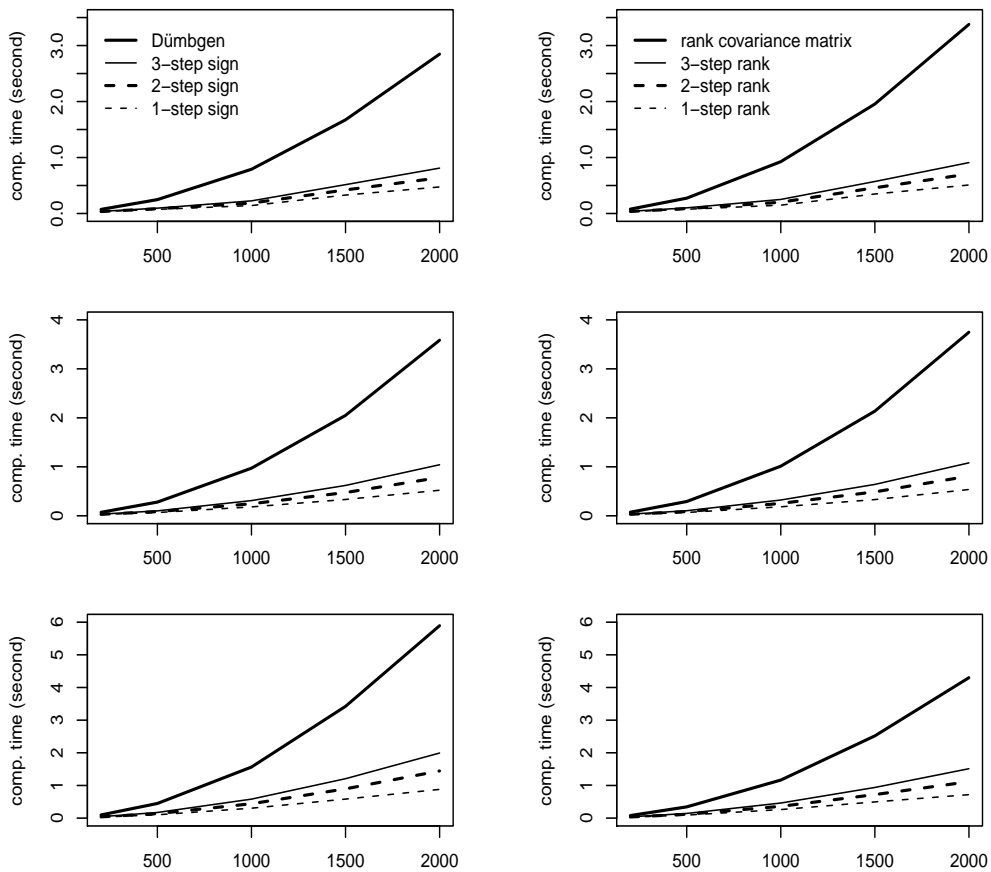 comp. time (second)
0.0 1.0 2.0 3.0
Dümbgen
3−step sign
2−step sign
1−step sign
500 1000 1500 2000
comp. time (second)
0.0 1.0 2.0 3.0
rank covariance matrix
3−step rank
2−step rank
1−step rank
500 1000 1500 2000
comp. time (second)
0 1 2 3 4
500 1000 1500 2000
comp. time (second)
0 1 2 3 4
500 1000 1500 2000
comp. time (second)
0 1 2 3 4 5 6
500 1000 1500 2000
comp. time (second)
0 1 2 3 4 5 6
500 1000 1500 2000